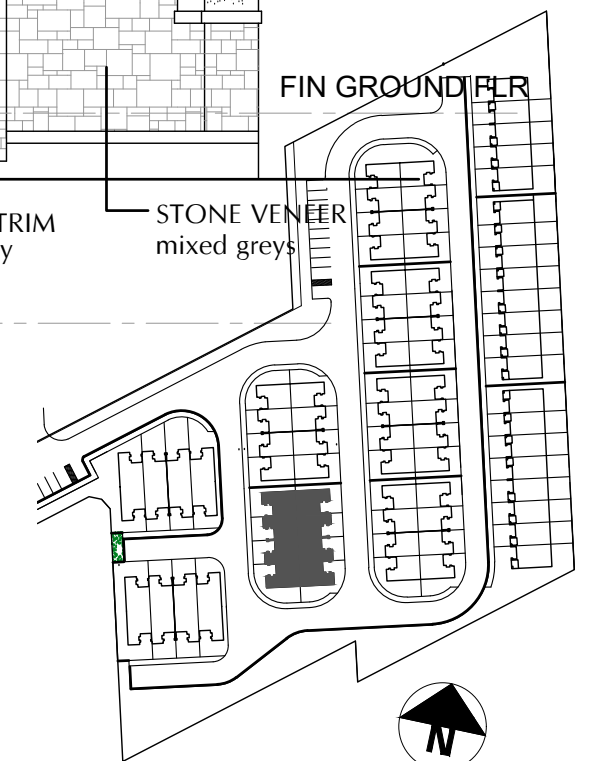 FIN GROUND FLR
TRIM
y
STONE VENEER
mixed greys
N